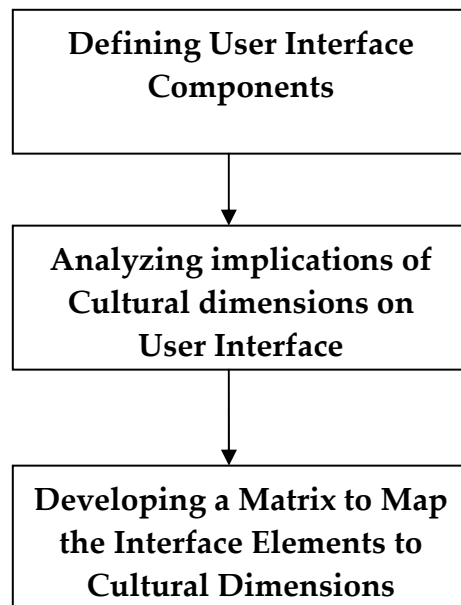 Defining User Interface
Components
Analyzing implications of
Cultural dimensions on
User Interface
Developing a Matrix to Map
the Interface Elements to
Cultural Dimensions